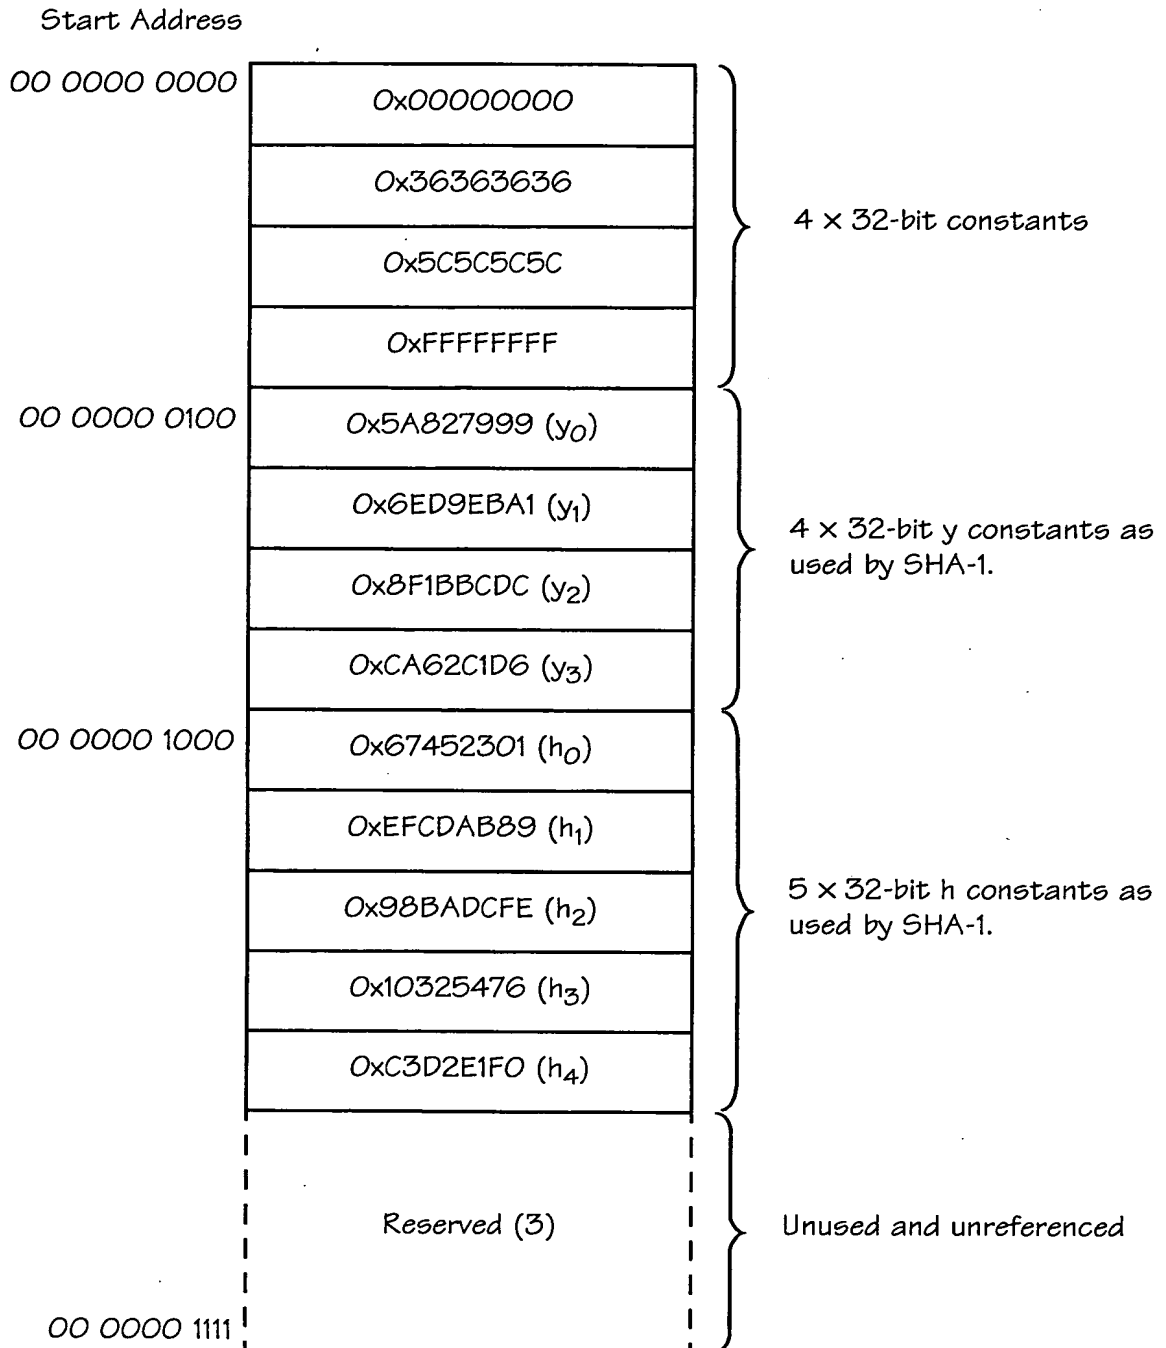 Start Address
00 0000 0000
0x00000000
0x36363636
0x5C5C5C5C
0xFFFFFFFF
4 × 32-bit constants
00 0000 0100
0x5A827999 (y0)
0x6ED9EBA1 (y1)
0x8F1BBCDC (y2)
0xCA62C1D6 (y3)
4 × 32-bit y constants as
used by SHA-1.
00 0000 1000
0x67452301 (h0)
0xEFCDAB89 (h1)
0x98BADCFE (h2)
0x10325476 (h3)
0xC3D2E1F0 (h4)
5 × 32-bit h constants as
used by SHA-1.
Reserved (3)
Unused and unreferenced
00 0000 1111